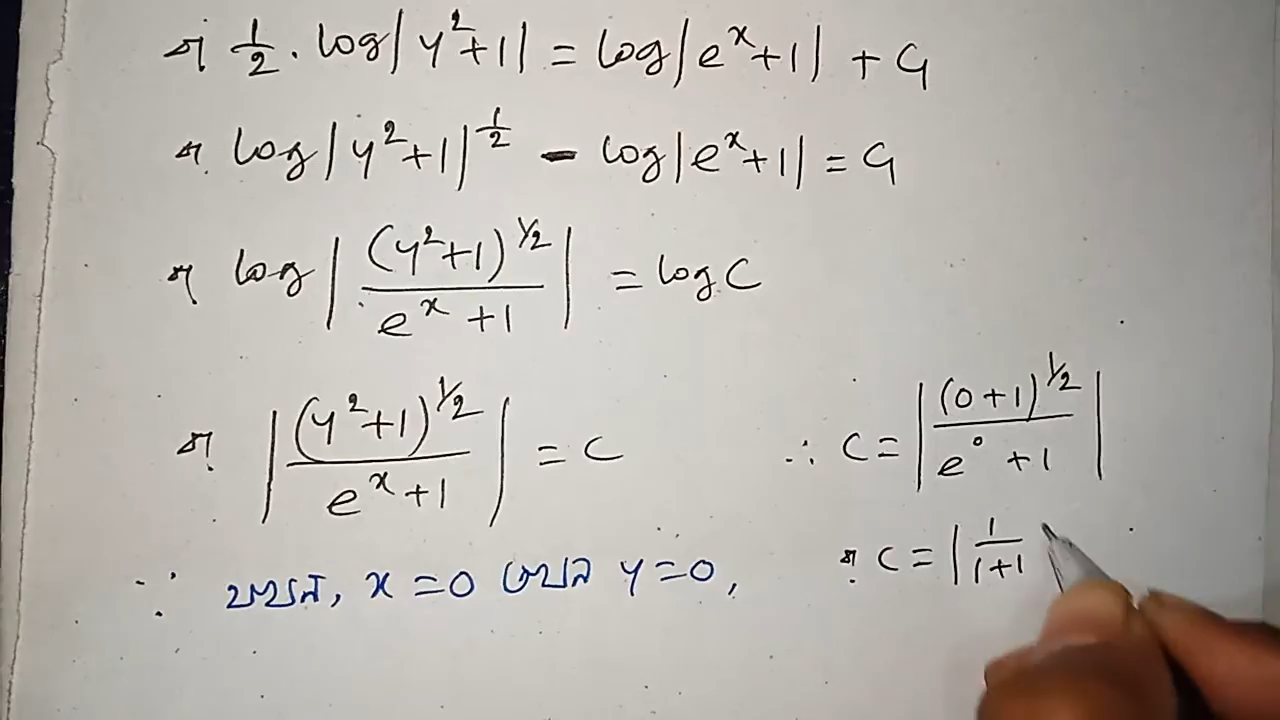 বা ½ · log|y²+1| = log|eˣ+1| + C₁
বা log|y²+1|^½ - log|eˣ+1| = C₁
বা log|(y²+1)^½ / (eˣ+1)| = log C
বা |(y²+1)^½ / (eˣ+1)| = C
∵ যখন, x = 0 তখন y = 0,
∴ C = |(0+1)^½ / (e⁰+1)|
বা C = |1 / (1+1)